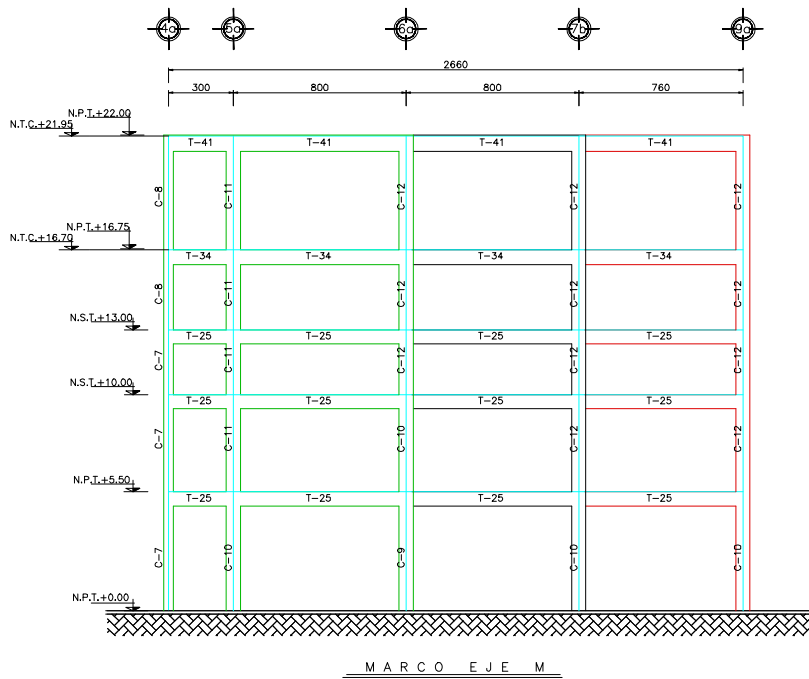 4a 5a 6a 7b 9a
2660
300 800 800 760
N.P.T.+22.00
N.T.C.+21.95
T-41 T-41 T-41 T-41
C-8 C-11 C-12 C-12 C-12
N.P.T.+16.75
N.T.C.+16.70
T-34 T-34 T-34 T-34
C-8 C-11 C-12 C-12 C-12
N.S.T.+13.00
T-25 T-25 T-25 T-25
C-7 C-11 C-12 C-12 C-12
N.S.T.+10.00
T-25 T-25 T-25 T-25
C-7 C-11 C-10 C-12 C-12
N.P.T.+5.50
T-25 T-25 T-25 T-25
C-7 C-10 C-9 C-10 C-10
N.P.T.+0.00
MARCO EJE M